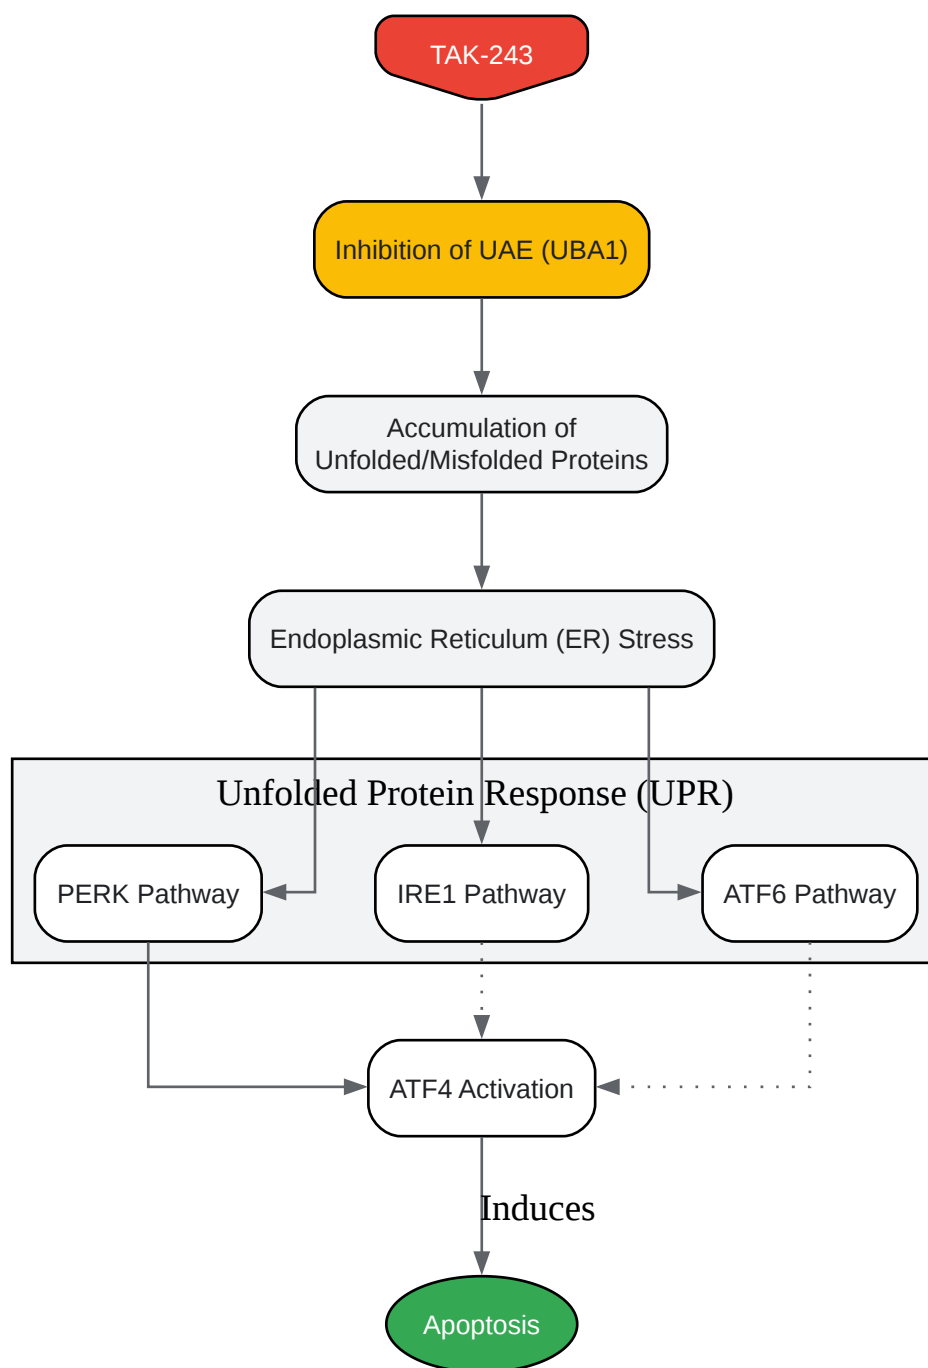 TAK-243
Inhibition of UAE (UBA1)
Accumulation of
Unfolded/Misfolded Proteins
Endoplasmic Reticulum (ER) Stress
Unfolded Protein Response (UPR)
PERK Pathway
IRE1 Pathway
ATF6 Pathway
ATF4 Activation
Induces
Apoptosis